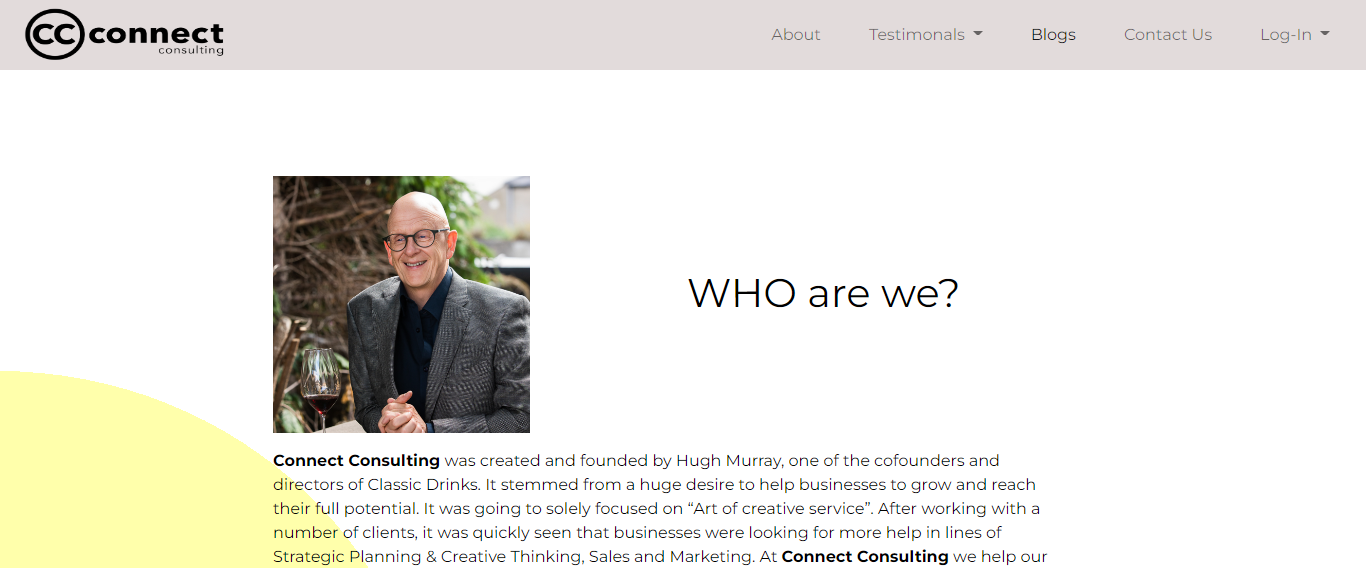 CC connect
consulting
About Testimonals Blogs Contact Us Log-In
WHO are we?
Connect Consulting was created and founded by Hugh Murray, one of the cofounders and
directors of Classic Drinks. It stemmed from a huge desire to help businesses to grow and reach
their full potential. It was going to solely focused on “Art of creative service”. After working with a
number of clients, it was quickly seen that businesses were looking for more help in lines of
Strategic Planning & Creative Thinking, Sales and Marketing. At Connect Consulting we help our